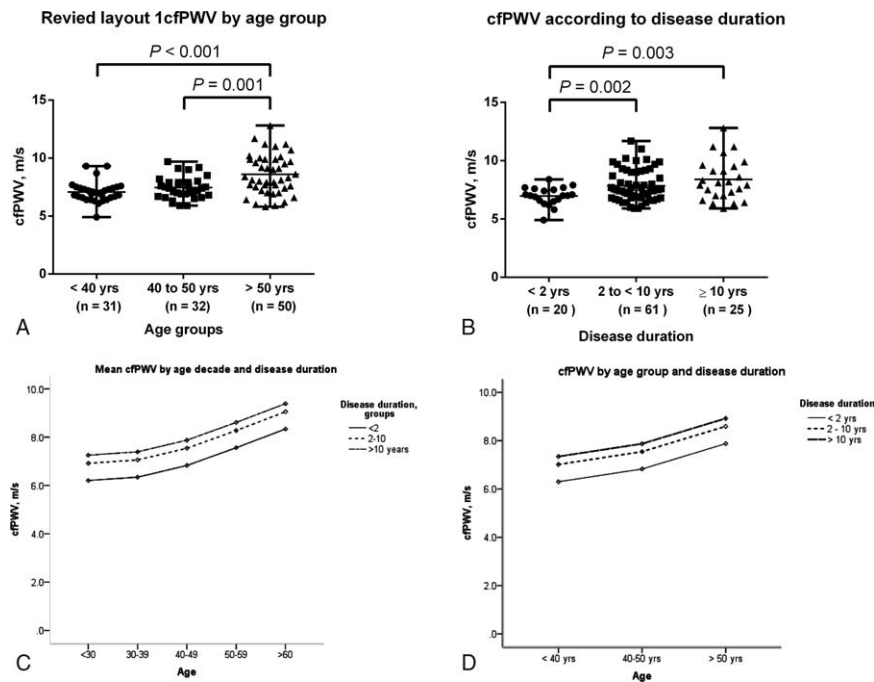 Revied layout 1cfPWV by age group
P < 0.001
P = 0.001
15
10
5
0
cfPWV, m/s
< 40 yrs 40 to 50 yrs > 50 yrs
(n = 31) (n = 32) (n = 50)
Age groups
A
cfPWV according to disease duration
P = 0.003
P = 0.002
15
10
5
0
cfPWV, m/s
< 2 yrs 2 to < 10 yrs ≥ 10 yrs
(n = 20 ) (n = 61 ) (n = 25 )
Disease duration
B
Mean cfPWV by age decade and disease duration
10.0
8.0
6.0
4.0
2.0
.0
cfPWV, m/s
<30 30-39 40-49 50-59 >60
Age
Disease duration,
groups
<2
2-10
>10 years
C
cfPWV by age group and disease duration
10.0
8.0
6.0
4.0
2.0
.0
cfPWV, m/s
< 40 yrs 40-50 yrs > 50 yrs
Age
Disease duration
< 2 yrs
2 - 10 yrs
> 10 yrs
D